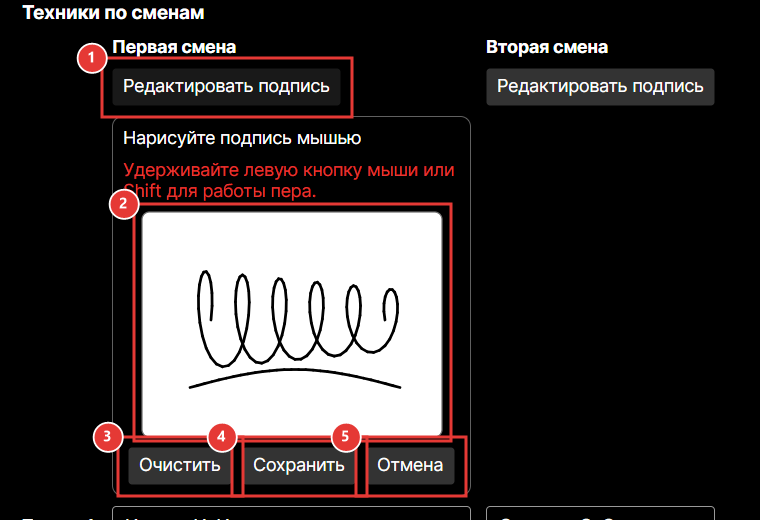 Техники по сменам
Первая смена
Вторая смена
1
Редактировать подпись
Редактировать подпись
Нарисуйте подпись мышью
Удерживайте левую кнопку мыши или
Shift для работы пера.
2
3
4
5
Очистить
Сохранить
Отмена